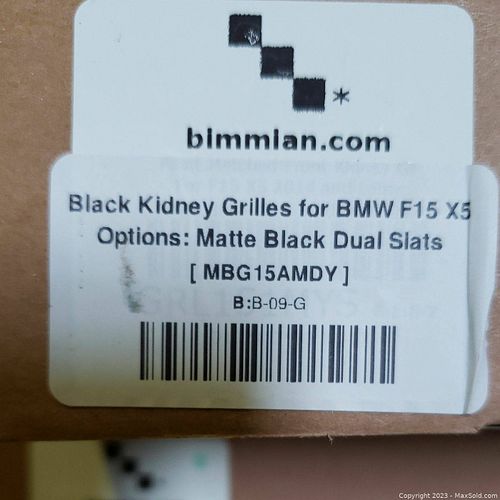 bimmian.com
Black Kidney Grilles for BMW F15 X5
Options: Matte Black Dual Slats
[ MBG15AMDY ]
B:B-09-G
Copyright 2023 - MaxSold.com